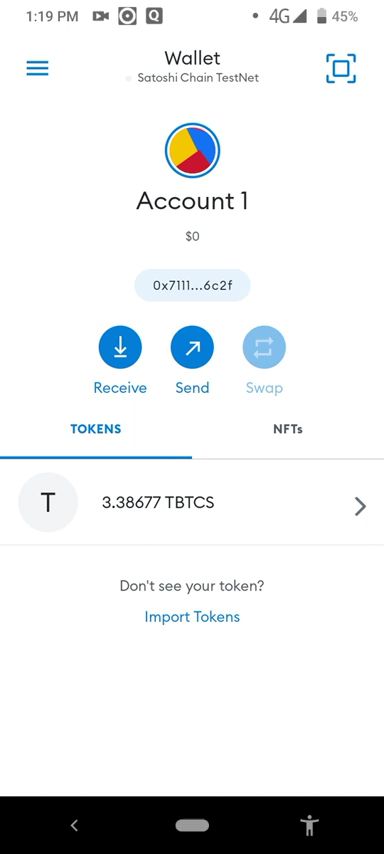 1:19 PM Q 4G 45%
Wallet
Satoshi Chain TestNet
Account 1
$0
0x7111...6c2f
Receive Send Swap
TOKENS NFTs
T 3.38677 TBTCS
Don't see your token?
Import Tokens